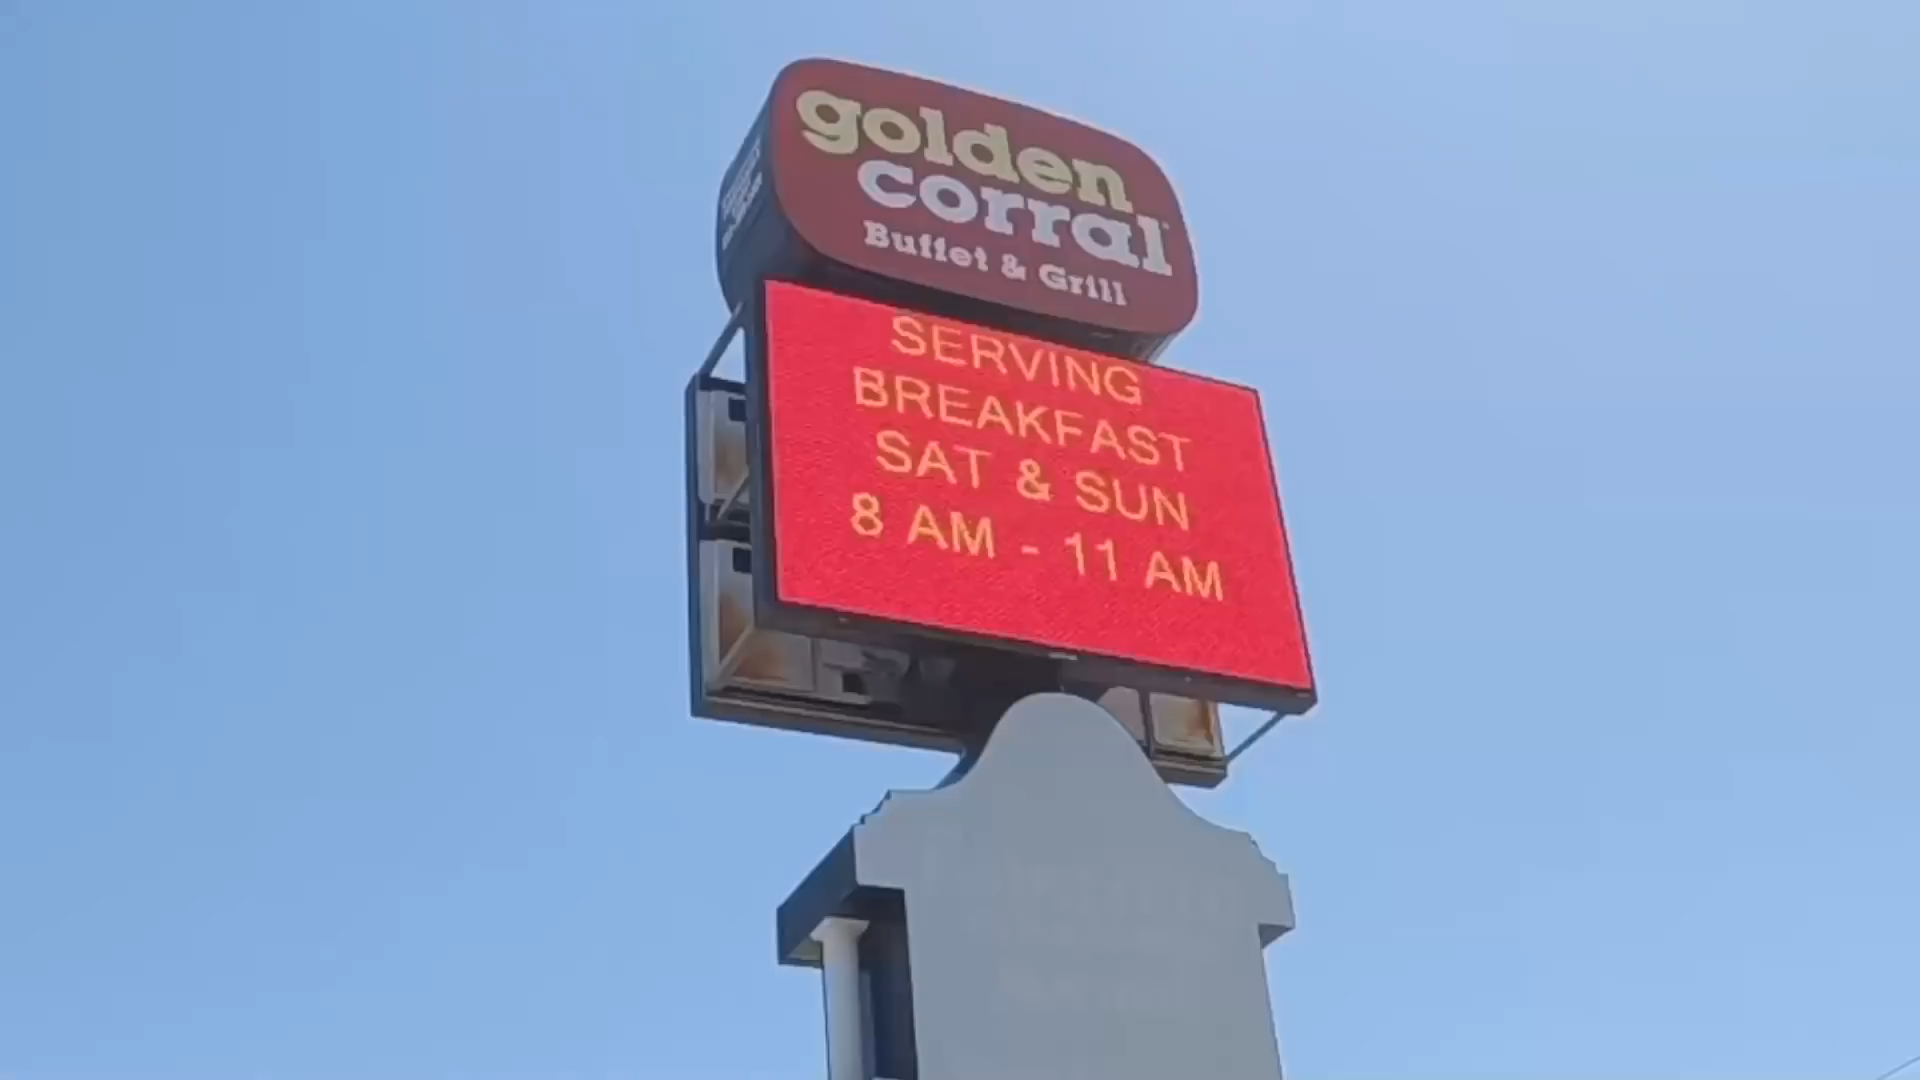 golden
corral
Buffet & Grill
SERVING
BREAKFAST
SAT & SUN
8 AM - 11 AM